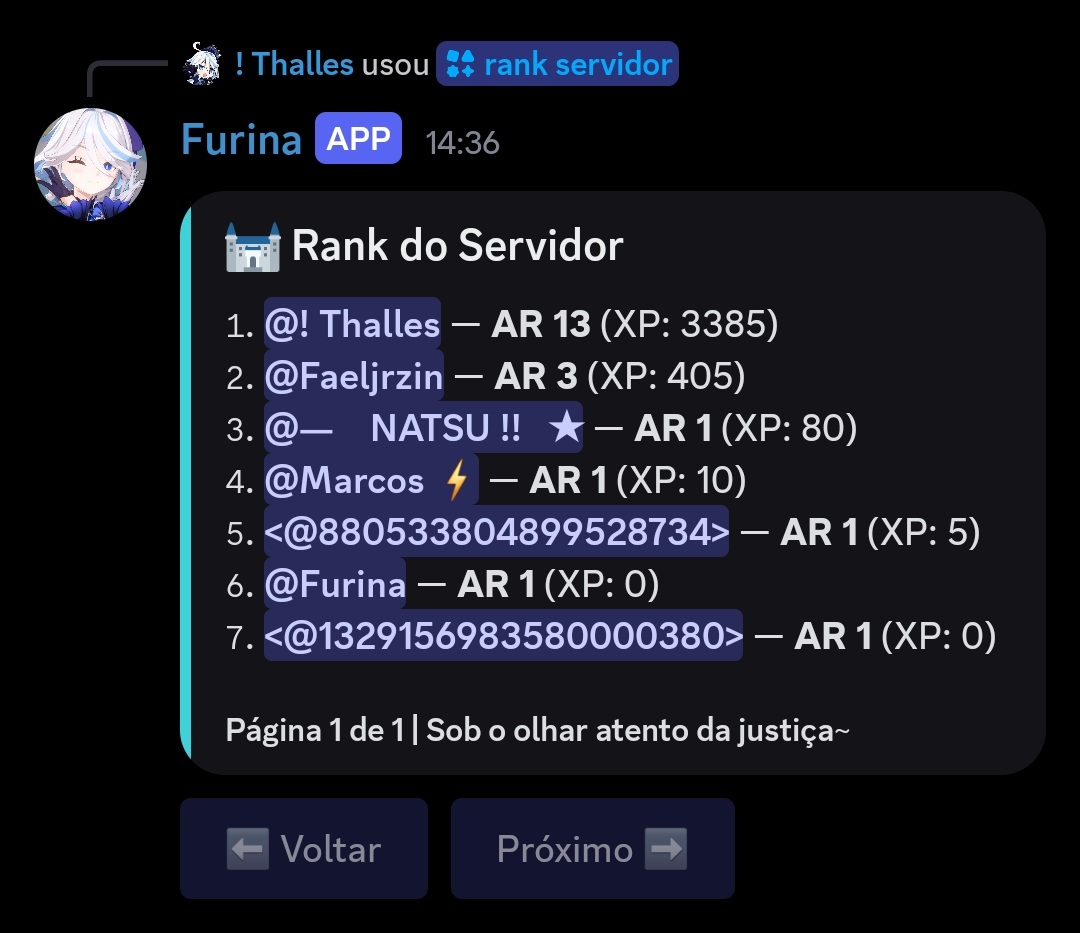 ! Thalles usou rank servidor
Furina APP 14:36
🏰 Rank do Servidor
1. @! Thalles — AR 13 (XP: 3385)
2. @Faeljrzin — AR 3 (XP: 405)
3. @— NATSU !! ★ — AR 1 (XP: 80)
4. @Marcos ⚡ — AR 1 (XP: 10)
5. <@880533804899528734> — AR 1 (XP: 5)
6. @Furina — AR 1 (XP: 0)
7. <@1329156983580000380> — AR 1 (XP: 0)
Página 1 de 1 | Sob o olhar atento da justiça~
⬅️ Voltar
Próximo ➡️